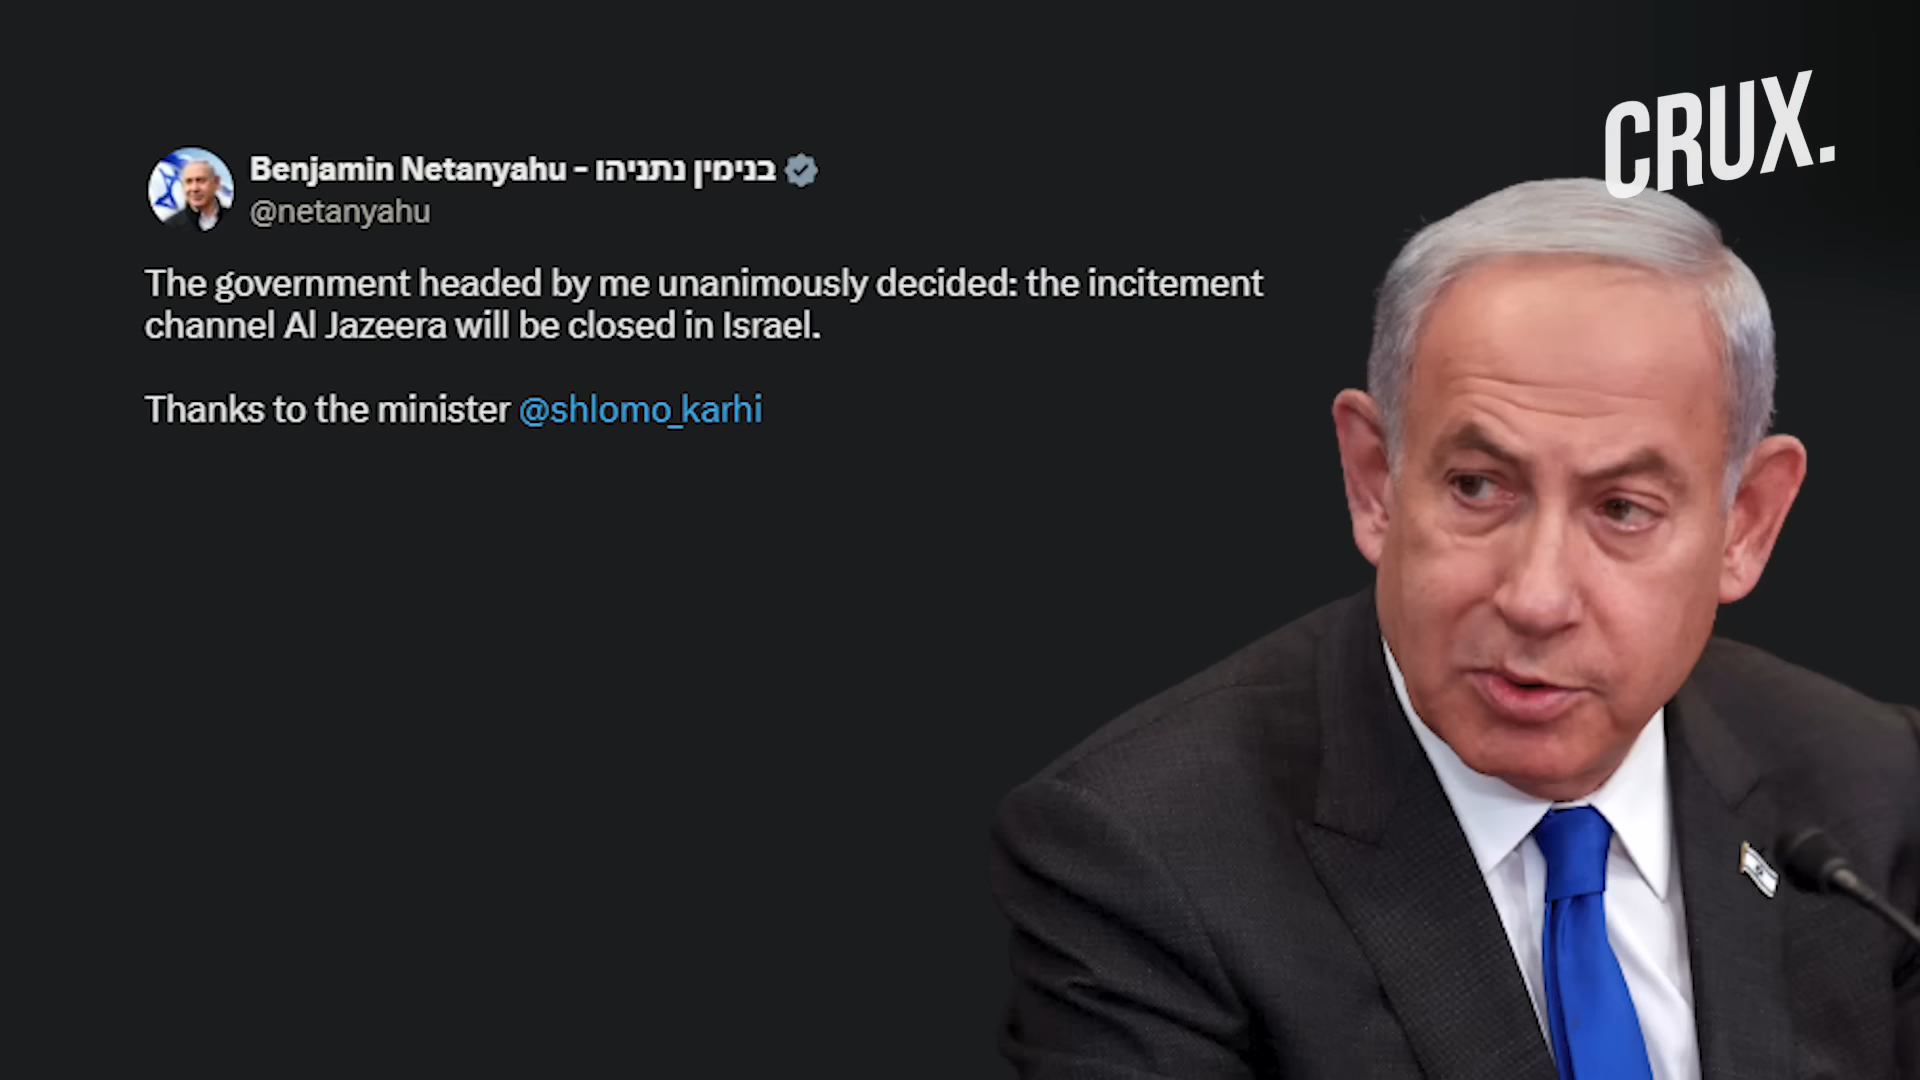 CRUX.
Benjamin Netanyahu - בנימין נתניהו
@netanyahu
The government headed by me unanimously decided: the incitement
channel Al Jazeera will be closed in Israel.
Thanks to the minister @shlomo_karhi